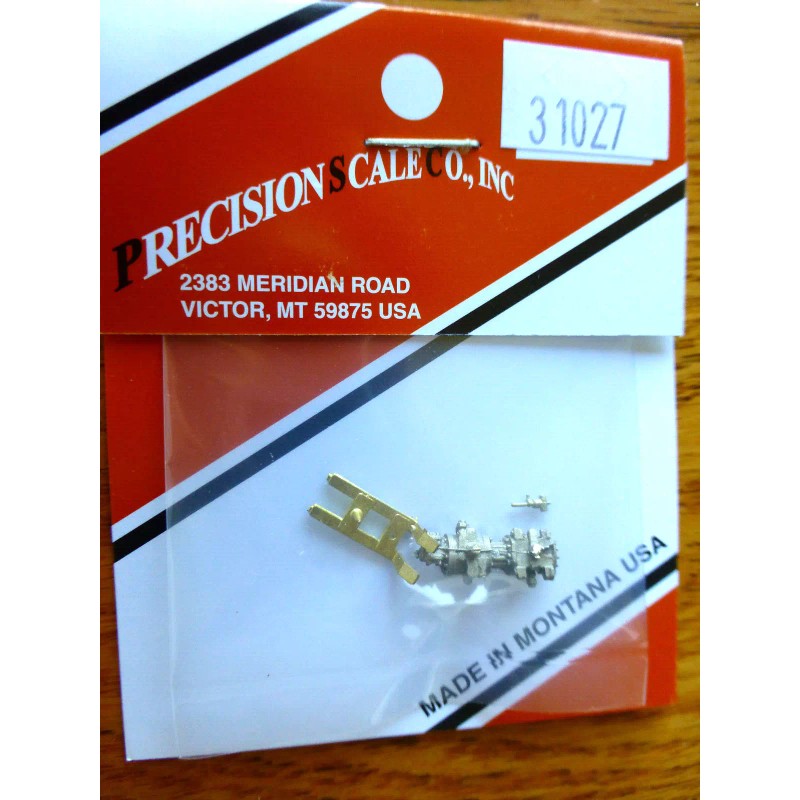 31027
PRECISION SCALE CO., INC
2383 MERIDIAN ROAD
VICTOR, MT 59875 USA
MADE IN MONTANA USA